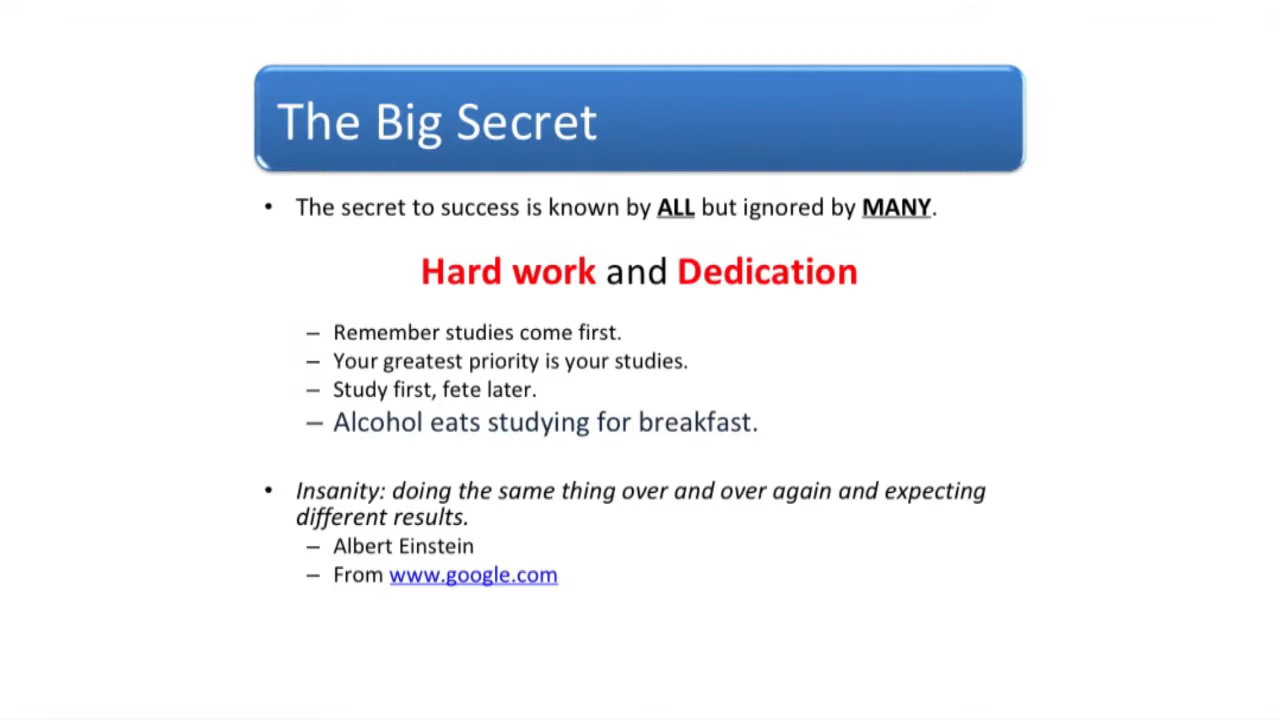 The Big Secret
• The secret to success is known by ALL but ignored by MANY.
Hard work and Dedication
– Remember studies come first.
– Your greatest priority is your studies.
– Study first, fete later.
– Alcohol eats studying for breakfast.
• Insanity: doing the same thing over and over again and expecting
different results.
– Albert Einstein
– From www.google.com